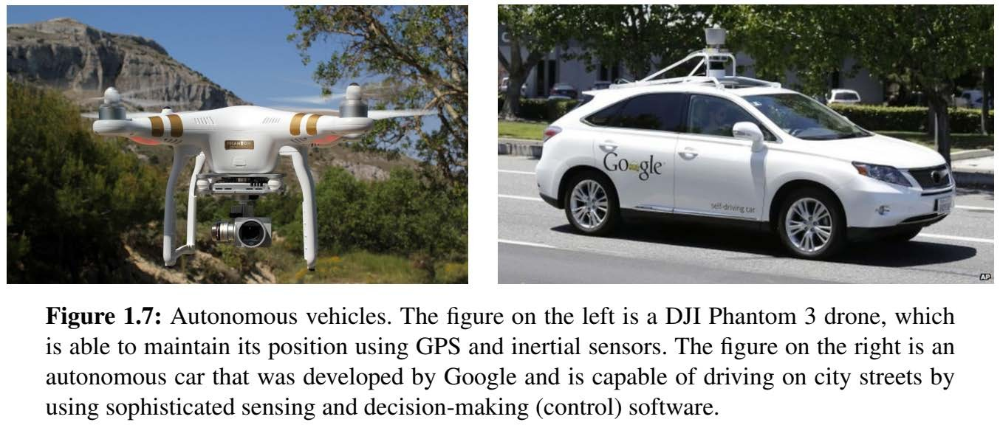 PHANTOM
Google
self-driving car
AP
Figure 1.7: Autonomous vehicles. The figure on the left is a DJI Phantom 3 drone, which
is able to maintain its position using GPS and inertial sensors. The figure on the right is an
autonomous car that was developed by Google and is capable of driving on city streets by
using sophisticated sensing and decision-making (control) software.